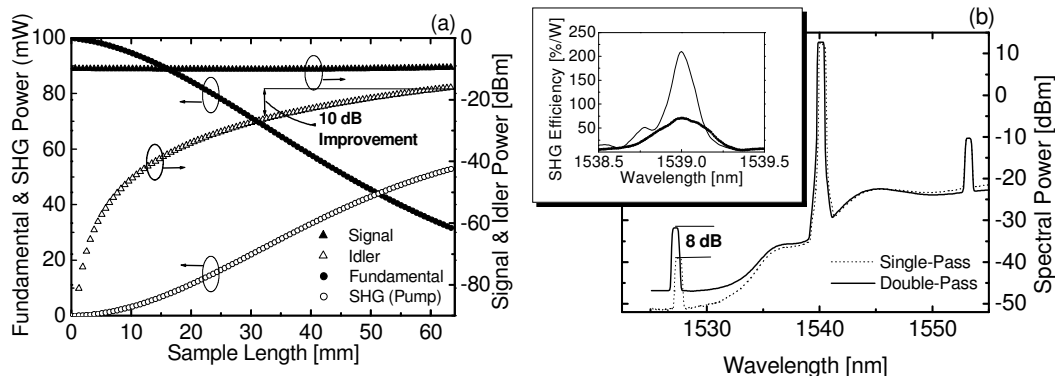 (a)
Fundamental & SHG Power (mW)
100
80
60
40
20
0
0
-20
-40
-60
-80
Signal & Idler Power [dBm]
10 dB
Improvement
Signal
Idler
Fundamental
SHG (Pump)
0 10 20 30 40 50 60
Sample Length [mm]
(b)
SHG Efficiency [%/W]
250
200
150
100
50
1538.5 1539.0 1539.5
Wavelength [nm]
8 dB
Single-Pass
Double-Pass
10
0
-10
-20
-30
-40
-50
Spectral Power [dBm]
1530 1540 1550
Wavelength [nm]